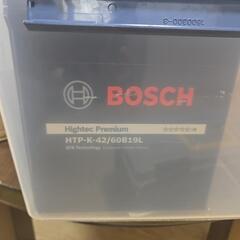 BOSCH
Hightec Premium
HTP-K-42/60B19L